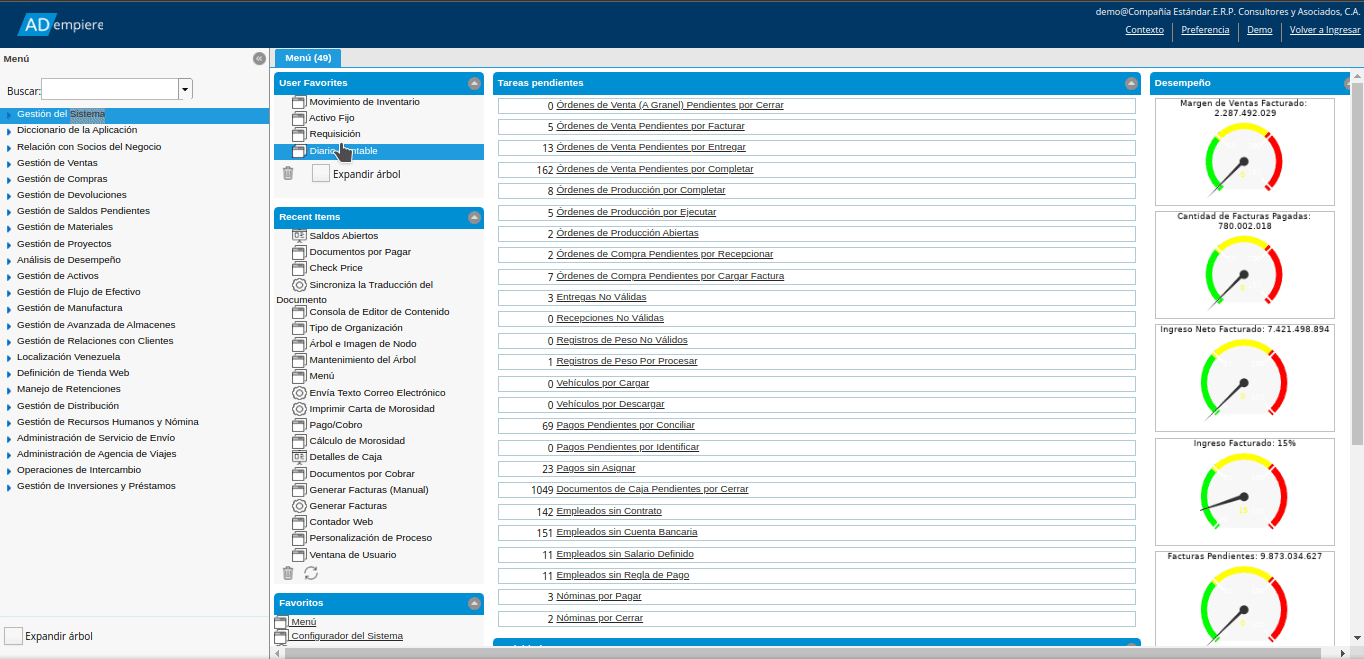 ADempiere
demo@Compañía Estándar.E.R.P. Consultores y Asociados, C.A.
Contexto
Preferencia
Demo
Volver a Ingresar
Menú
Buscar:
Gestión del Sistema
Diccionario de la Aplicación
Relación con Socios del Negocio
Gestión de Ventas
Gestión de Compras
Gestión de Devoluciones
Gestión de Saldos Pendientes
Gestión de Materiales
Gestión de Proyectos
Análisis de Desempeño
Gestión de Activos
Gestión de Flujo de Efectivo
Gestión de Manufactura
Gestión de Avanzada de Almacenes
Gestión de Relaciones con Clientes
Localización Venezuela
Definición de Tienda Web
Manejo de Retenciones
Gestión de Distribución
Gestión de Recursos Humanos y Nómina
Administración de Servicio de Envío
Administración de Agencia de Viajes
Operaciones de Intercambio
Gestión de Inversiones y Préstamos
Expandir árbol
Menú (49)
User Favorites
Movimiento de Inventario
Activo Fijo
Requisición
Expandir árbol
Recent Items
Saldos Abiertos
Documentos por Pagar
Check Price
Sincroniza la Traducción del
Documento
Consola de Editor de Contenido
Tipo de Organización
Árbol e Imagen de Nodo
Mantenimiento del Árbol
Menú
Envía Texto Correo Electrónico
Imprimir Carta de Morosidad
Pago/Cobro
Cálculo de Morosidad
Detalles de Caja
Documentos por Cobrar
Generar Facturas (Manual)
Generar Facturas
Contador Web
Personalización de Proceso
Ventana de Usuario
Favoritos
Menú
Configurador del Sistema
Tareas pendientes
0 Órdenes de Venta (A Granel) Pendientes por Cerrar
5 Órdenes de Venta Pendientes por Facturar
13 Órdenes de Venta Pendientes por Entregar
162 Órdenes de Venta Pendientes por Completar
8 Órdenes de Producción por Completar
5 Órdenes de Producción por Ejecutar
2 Órdenes de Producción Abiertas
2 Órdenes de Compra Pendientes por Recepcionar
7 Órdenes de Compra Pendientes por Cargar Factura
3 Entregas No Válidas
0 Recepciones No Válidas
0 Registros de Peso No Válidos
1 Registros de Peso Por Procesar
0 Vehículos por Cargar
0 Vehículos por Descargar
69 Pagos Pendientes por Conciliar
0 Pagos Pendientes por Identificar
23 Pagos sin Asignar
1049 Documentos de Caja Pendientes por Cerrar
142 Empleados sin Contrato
151 Empleados sin Cuenta Bancaria
11 Empleados sin Salario Definido
11 Empleados sin Regla de Pago
3 Nóminas por Pagar
2 Nóminas por Cerrar
Desempeño
Margen de Ventas Facturado:
2.287.492.029
Cantidad de Facturas Pagadas:
780.002.018
Ingreso Neto Facturado: 7.421.498.894
Ingreso Facturado: 15%
15
Facturas Pendientes: 9.873.034.627